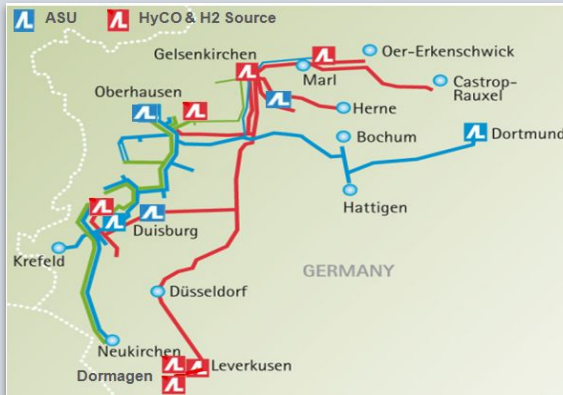 ASU
HyCO & H2 Source
Gelsenkirchen
Oer-Erkenschwick
Marl
Castrop-
Rauxel
Oberhausen
Herne
Bochum
Dortmund
Hattigen
Duisburg
Krefeld
GERMANY
Düsseldorf
Neukirchen
Leverkusen
Dormagen